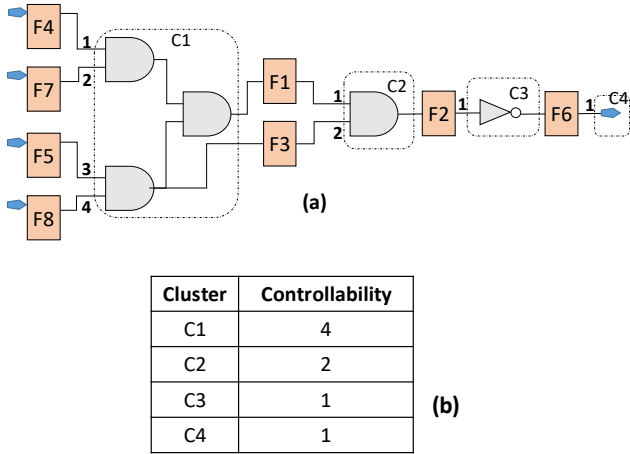 F4
1
C1
F7
2
F1
1
C2
F2
1
C3
F6
1
C4
F5
3
F3
2
F8
4
(a)
Cluster Controllability
C1 4
C2 2
C3 1
C4 1
(b)